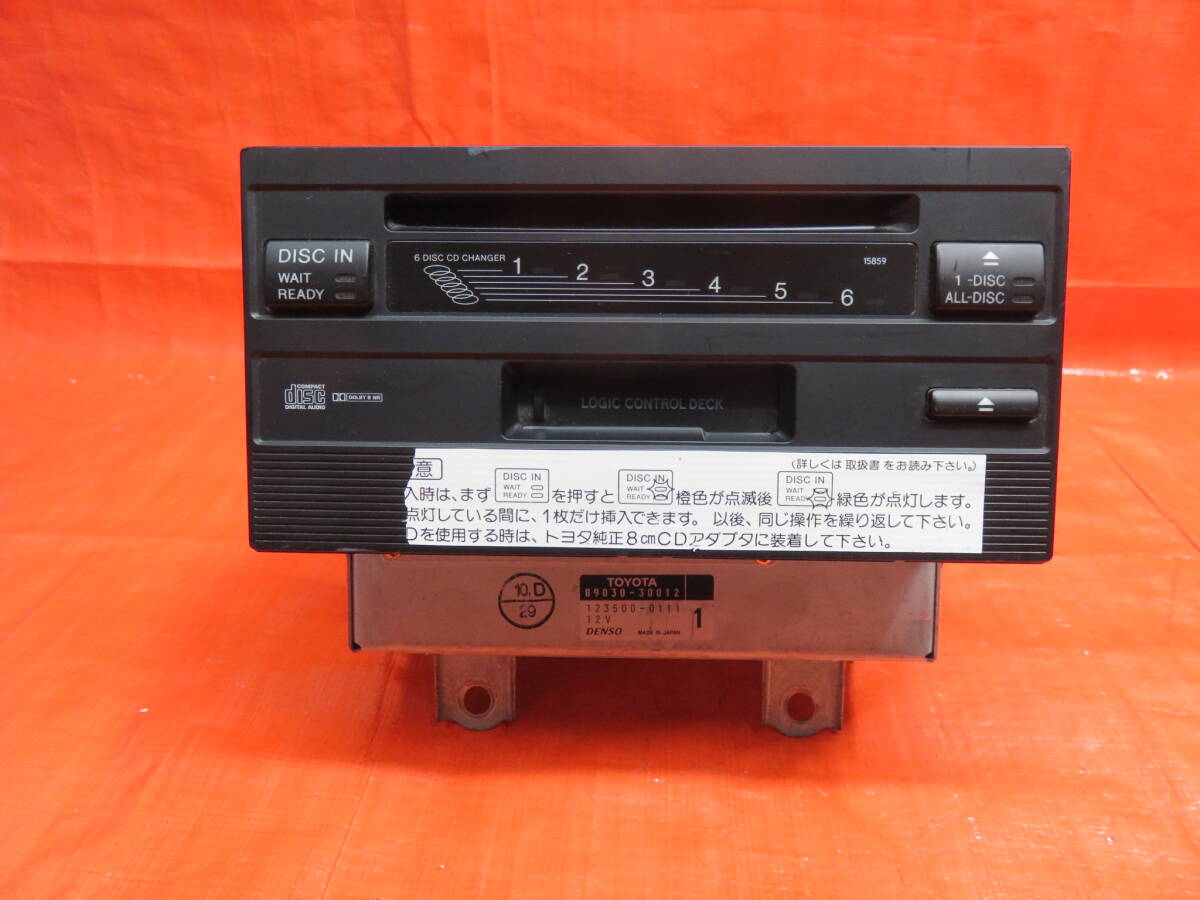 DISC IN
WAIT
READY
6 DISC CD CHANGER
1
2
3
4
5
6
15859
1 -DISC
ALL-DISC
COMPACT
disc
DIGITAL AUDIO
DOLBY B NR
LOGIC CONTROL DECK
意
(詳しくは取扱書をお読み下さい。)
入時は、まず DISC IN WAIT READY を押すと DISC IN WAIT READY 橙色が点滅後 DISC IN WAIT READY 緑色が点灯します。
点灯している間に、1枚だけ挿入できます。以後、同じ操作を繰り返して下さい。
を使用する時は、トヨタ純正8cmCDアダプタに装着して下さい。
10.D
29
TOYOTA
89030-30012
123500-0111
12V
1
DENSO MADE IN JAPAN